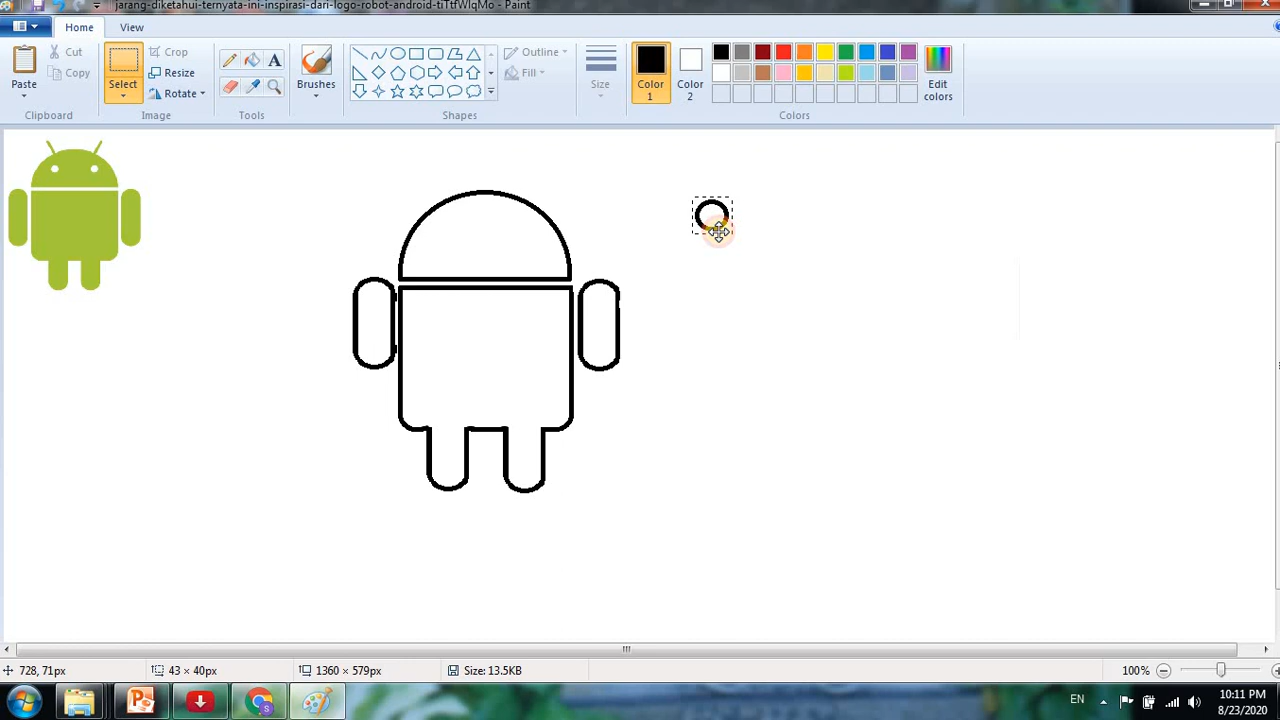 jarang-diketahui-ternyata-ini-inspirasi-dari-logo-robot-android-tiTtfWlqMo - Paint
Home View
Paste
Cut
Copy
Clipboard
Select
Crop
Resize
Rotate
Image
A
Tools
Brushes
Outline
Fill
Shapes
Size
Color 1
Color 2
Edit colors
Colors
728, 71px 43 × 40px 1360 × 579px Size: 13.5KB 100%
EN 10:11 PM
8/23/2020